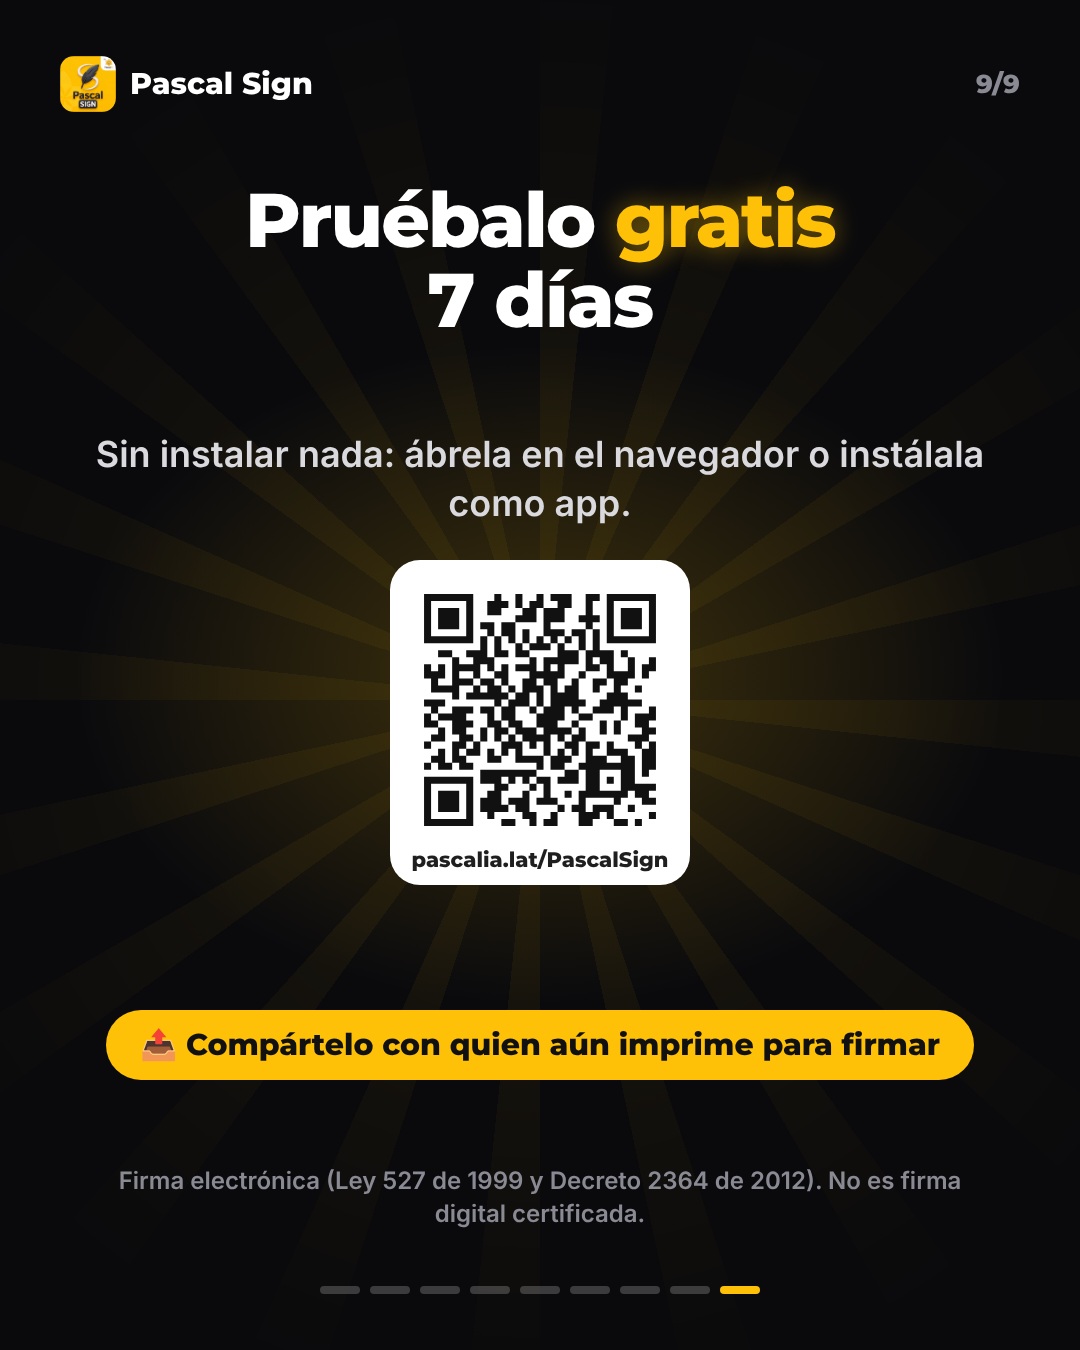 Pascal
SIGN
Pascal Sign
9/9
Pruébalo gratis
7 días
Sin instalar nada: ábrela en el navegador o instálala
como app.
pascalia.lat/PascalSign
📤 Compártelo con quien aún imprime para firmar
Firma electrónica (Ley 527 de 1999 y Decreto 2364 de 2012). No es firma
digital certificada.